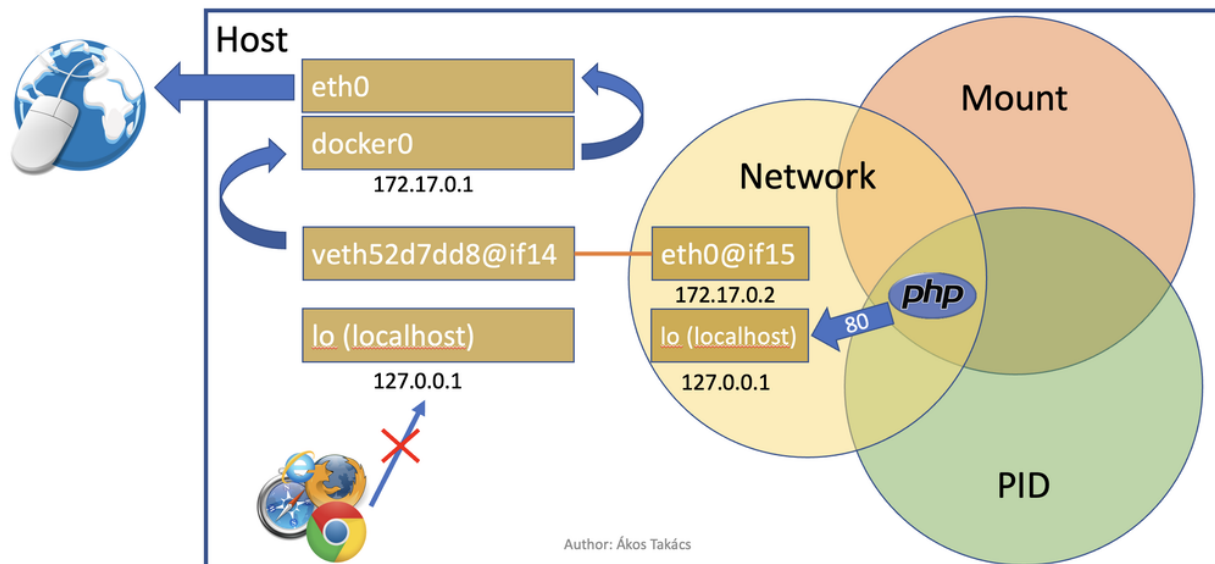 Host
eth0
docker0
172.17.0.1
veth52d7dd8@if14
lo (localhost)
127.0.0.1
Network
eth0@if15
172.17.0.2
lo (localhost)
127.0.0.1
80
php
Mount
PID
Author: Ákos Takács